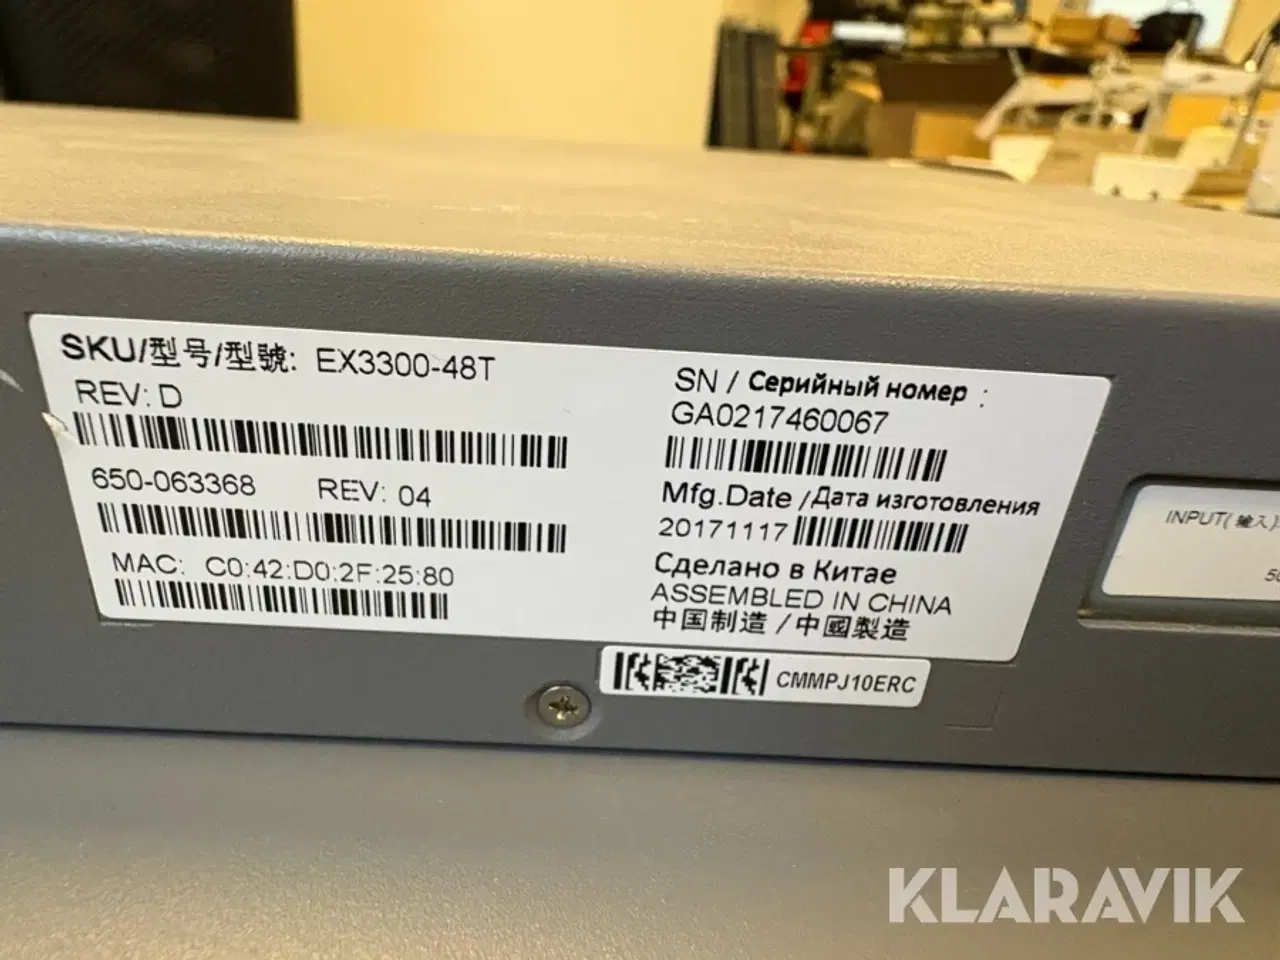 SKU/型号/型號: EX3300-48T
REV: D
650-063368 REV: 04
MAC: C0:42:D0:2F:25:80
SN / Серийный номер :
GA0217460067
Mfg.Date /Дата изготовления
20171117
Сделано в Китае
ASSEMBLED IN CHINA
中国制造 / 中國製造
CMMPJ10ERC
INPUT(輸入)
KLARAVIK